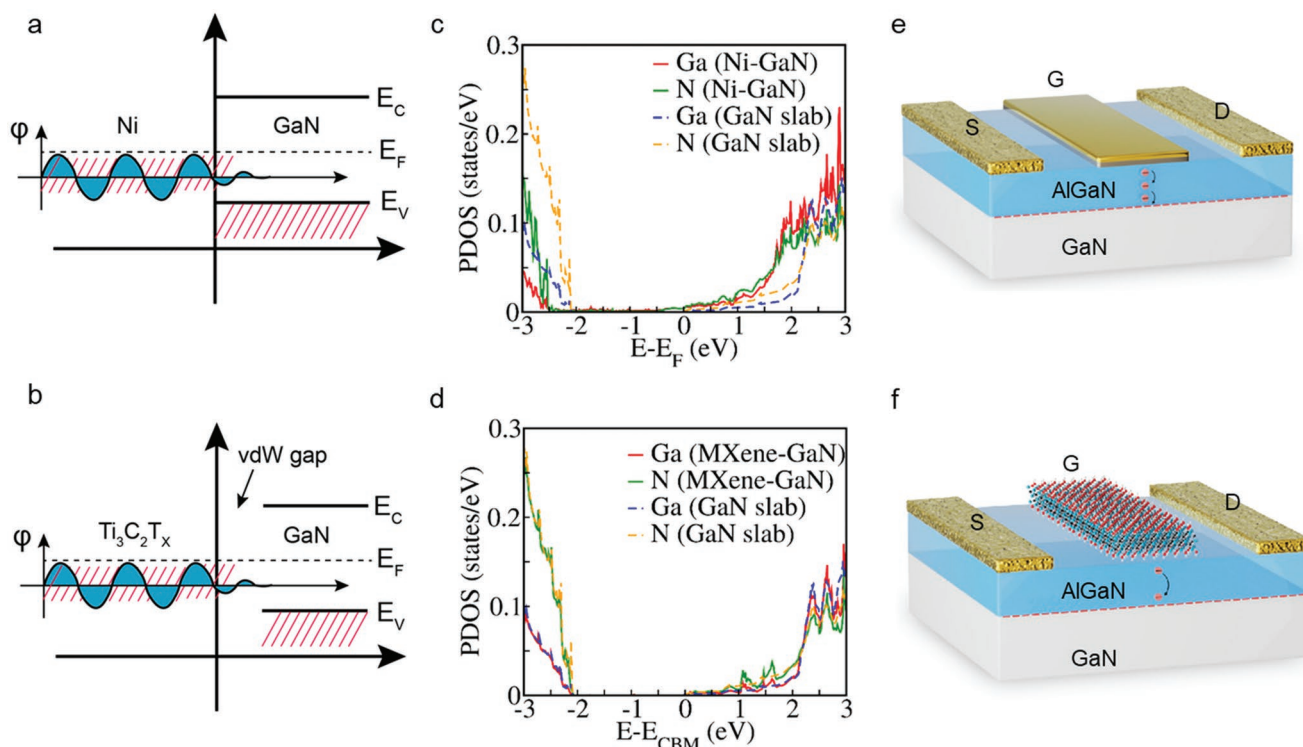 a
Ni
GaN
E_C
E_F
E_V
φ
c
PDOS (states/eV)
0.3
0.2
0.1
0
Ga (Ni-GaN)
N (Ni-GaN)
Ga (GaN slab)
N (GaN slab)
-3 -2 -1 0 1 2 3
E-E_F (eV)
e
S
G
D
AlGaN
GaN
b
vdW gap
Ti₃C₂Tₓ
GaN
E_C
E_F
E_V
φ
d
PDOS (states/eV)
0.3
0.2
0.1
0
Ga (MXene-GaN)
N (MXene-GaN)
Ga (GaN slab)
N (GaN slab)
-3 -2 -1 0 1 2 3
E-E_CBM (eV)
f
G
S
D
AlGaN
GaN